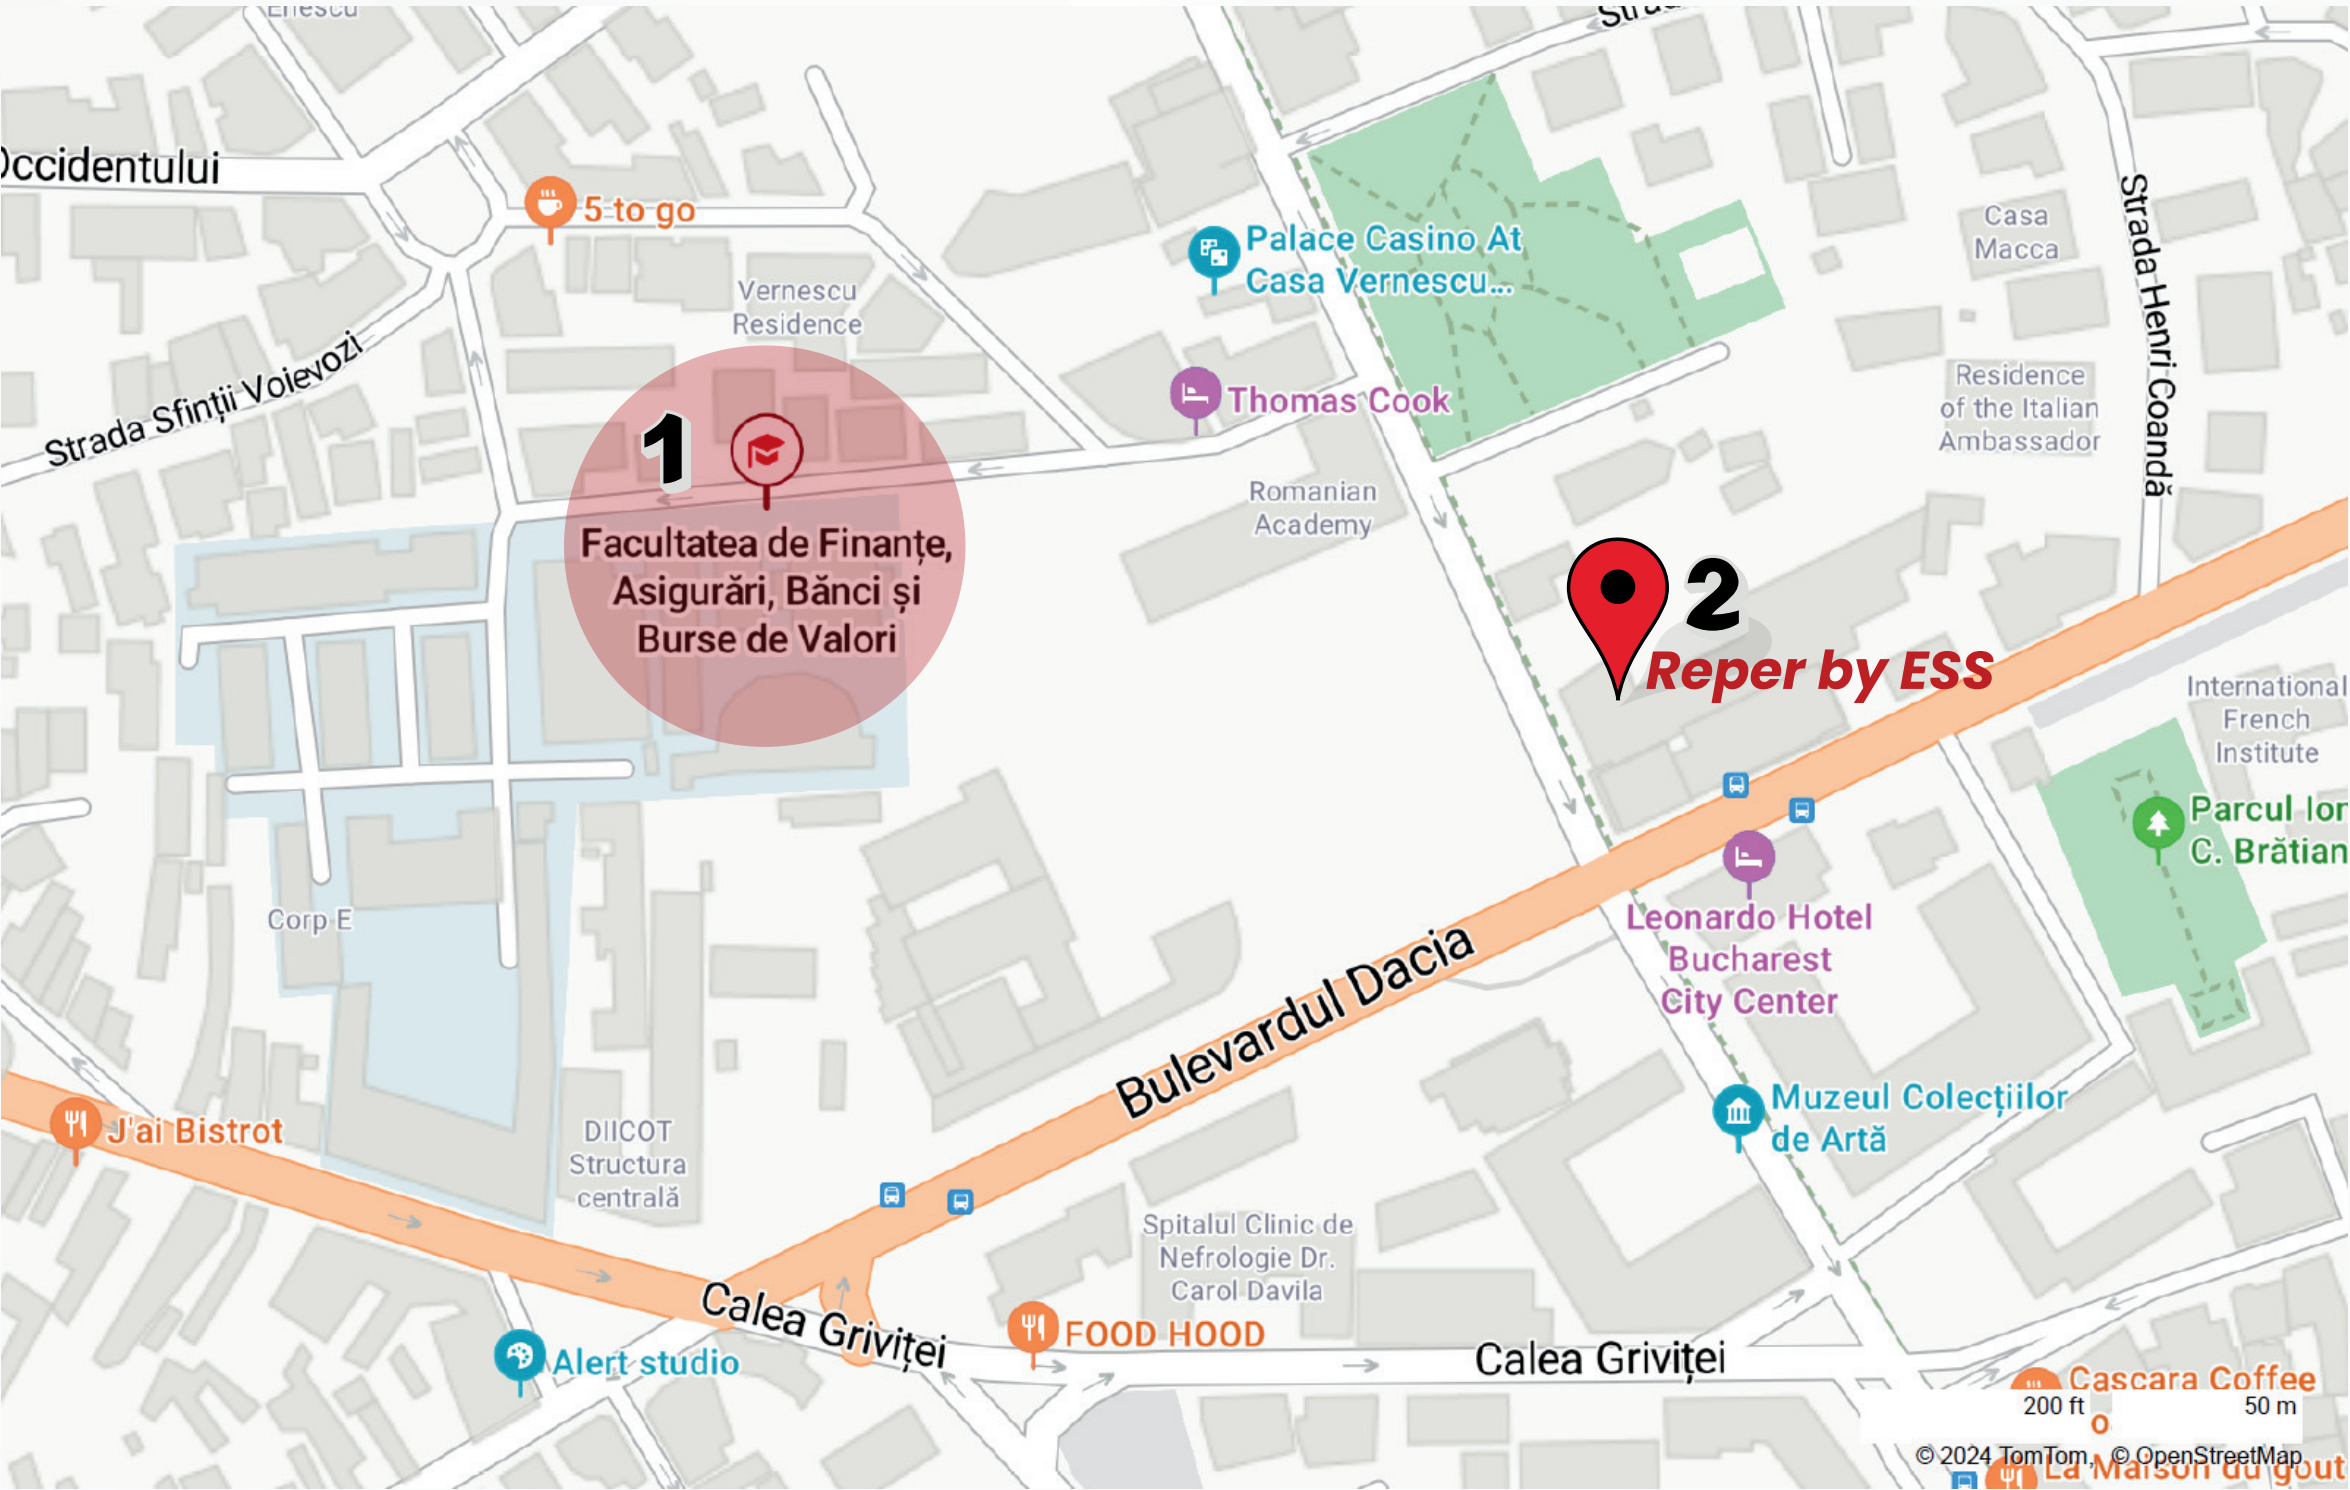 Enescu
Occidentului
5 to go
Vernescu
Residence
Palace Casino At
Casa Vernescu...
Casa
Macca
Strada Henri Coandă
Strada Sfinții Voievozi
Thomas Cook
Residence
of the Italian
Ambassador
1
Facultatea de Finanțe,
Asigurări, Bănci și
Burse de Valori
Romanian
Academy
2
Reper by ESS
International
French
Institute
Parcul Ion
C. Brătian
Corp E
Leonardo Hotel
Bucharest
City Center
Bulevardul Dacia
J'ai Bistrot
DIICOT
Structura
centrală
Muzeul Colecțiilor
de Artă
Spitalul Clinic de
Nefrologie Dr.
Carol Davila
Calea Griviței
FOOD HOOD
Calea Griviței
Alert studio
Cascara Coffee
200 ft
50 m
© 2024 TomTom, © OpenStreetMap
La Maison du gout